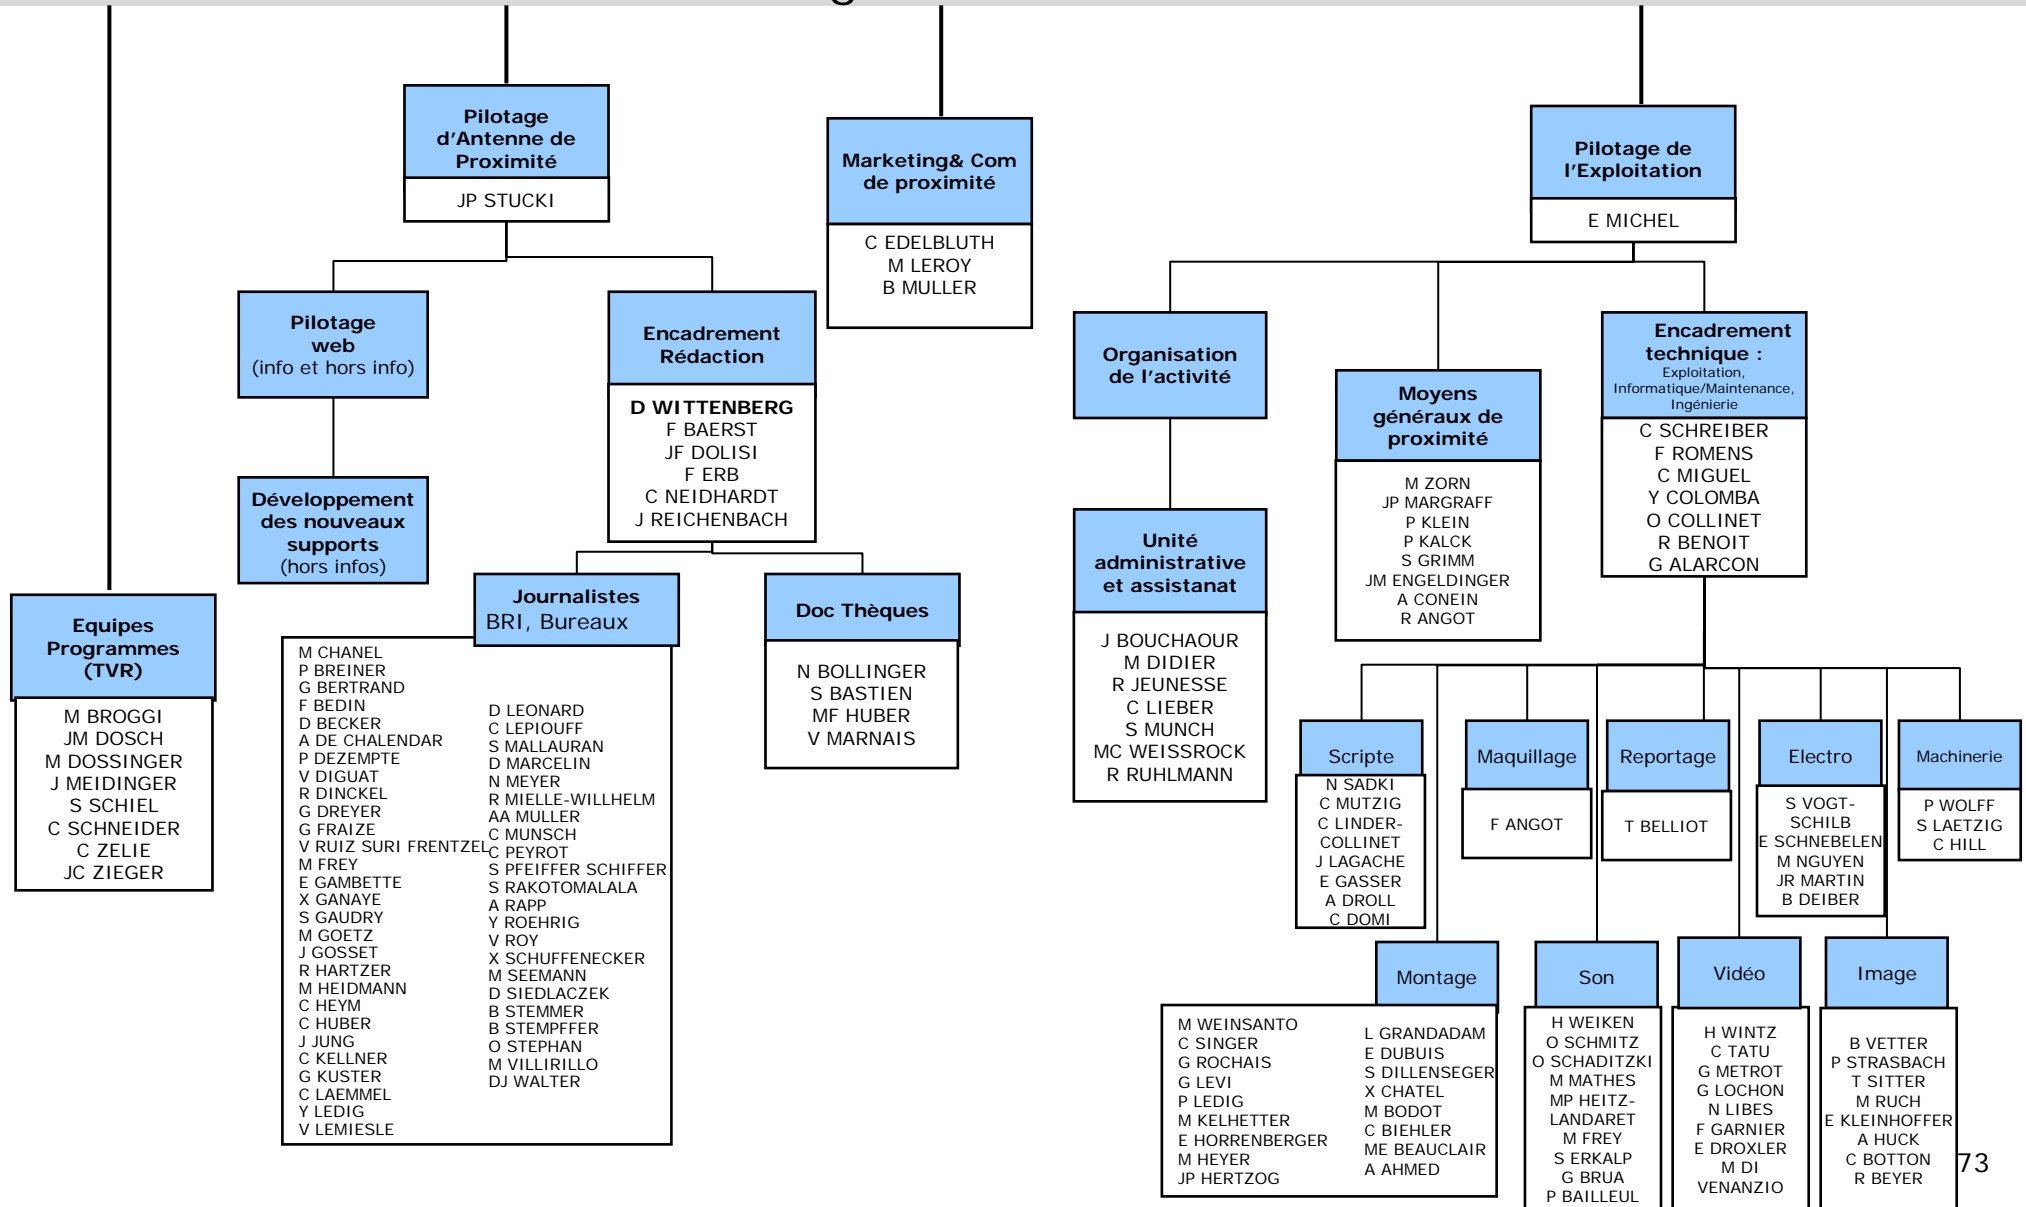 Pilotage
d'Antenne de
Proximité
JP STUCKI
Marketing& Com
de proximité
C EDELBLUTH
M LEROY
B MULLER
Pilotage de
l'Exploitation
E MICHEL
Pilotage
web
(info et hors info)
Développement
des nouveaux
supports
(hors infos)
Encadrement
Rédaction
D WITTENBERG
F BAERST
JF DOLISI
F ERB
C NEIDHARDT
J REICHENBACH
Organisation
de l'activité
Unité
administrative
et assistanat
J BOUCHAOUR
M DIDIER
R JEUNESSE
C LIEBER
S MUNCH
MC WEISSROCK
R RUHLMANN
Moyens
généraux de
proximité
M ZORN
JP MARGRAFF
P KLEIN
P KALCK
S GRIMM
JM ENGELDINGER
A CONEIN
R ANGOT
Encadrement
technique :
Exploitation,
Informatique/Maintenance,
Ingénierie
C SCHREIBER
F ROMENS
C MIGUEL
Y COLOMBA
O COLLINET
R BENOIT
G ALARCON
Equipes
Programmes
(TVR)
M BROGGI
JM DOSCH
M DOSSINGER
J MEIDINGER
S SCHIEL
C SCHNEIDER
C ZELIE
JC ZIEGER
Journalistes
BRI, Bureaux
M CHANEL
P BREINER
G BERTRAND
F BEDIN
D BECKER
A DE CHALENDAR
P DEZEMPTE
V DIGUAT
R DINCKEL
G DREYER
G FRAIZE
V RUIZ SURI FRENTZEL
M FREY
E GAMBETTE
X GANAYE
S GAUDRY
M GOETZ
J GOSSET
R HARTZER
M HEIDMANN
C HEYM
C HUBER
J JUNG
C KELLNER
G KUSTER
C LAEMMEL
Y LEDIG
V LEMIESLE
D LEONARD
C LEPIOUFF
S MALLAURAN
D MARCELIN
N MEYER
R MIELLE-WILLHELM
AA MULLER
C MUNSCH
C PEYROT
S PFEIFFER SCHIFFER
S RAKOTOMALALA
A RAPP
Y ROEHRIG
V ROY
X SCHUFFENECKER
M SEEMANN
D SIEDLACZEK
B STEMMER
B STEMPFFER
O STEPHAN
M VILLIRILLO
DJ WALTER
Doc Thèques
N BOLLINGER
S BASTIEN
MF HUBER
V MARNAIS
Scripte
N SADKI
C MUTZIG
C LINDER-
COLLINET
J LAGACHE
E GASSER
A DROLL
C DOMI
Maquillage
F ANGOT
Reportage
T BELLIOT
Electro
S VOGT-
SCHILB
E SCHNEBELEN
M NGUYEN
JR MARTIN
B DEIBER
Machinerie
P WOLFF
S LAETZIG
C HILL
Montage
M WEINSANTO
C SINGER
G ROCHAIS
G LEVI
P LEDIG
M KELHETTER
E HORRENBERGER
M HEYER
JP HERTZOG
L GRANDADAM
E DUBUIS
S DILLENSEGER
X CHATEL
M BODOT
C BIEHLER
ME BEAUCLAIR
A AHMED
Son
H WEIKEN
O SCHMITZ
O SCHADITZKI
M MATHES
MP HEITZ-
LANDARET
M FREY
S ERKALP
G BRUA
P BAILLEUL
Vidéo
H WINTZ
C TATU
G METROT
G LOCHON
N LIBES
F GARNIER
E DROXLER
M DI
VENANZIO
Image
B VETTER
P STRASBACH
T SITTER
M RUCH
E KLEINHOFFER
A HUCK
C BOTTON
R BEYER
73